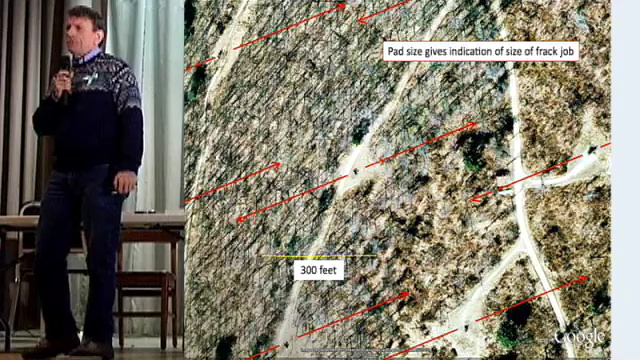 Pad size gives indication of size of frack job
300 feet
Google